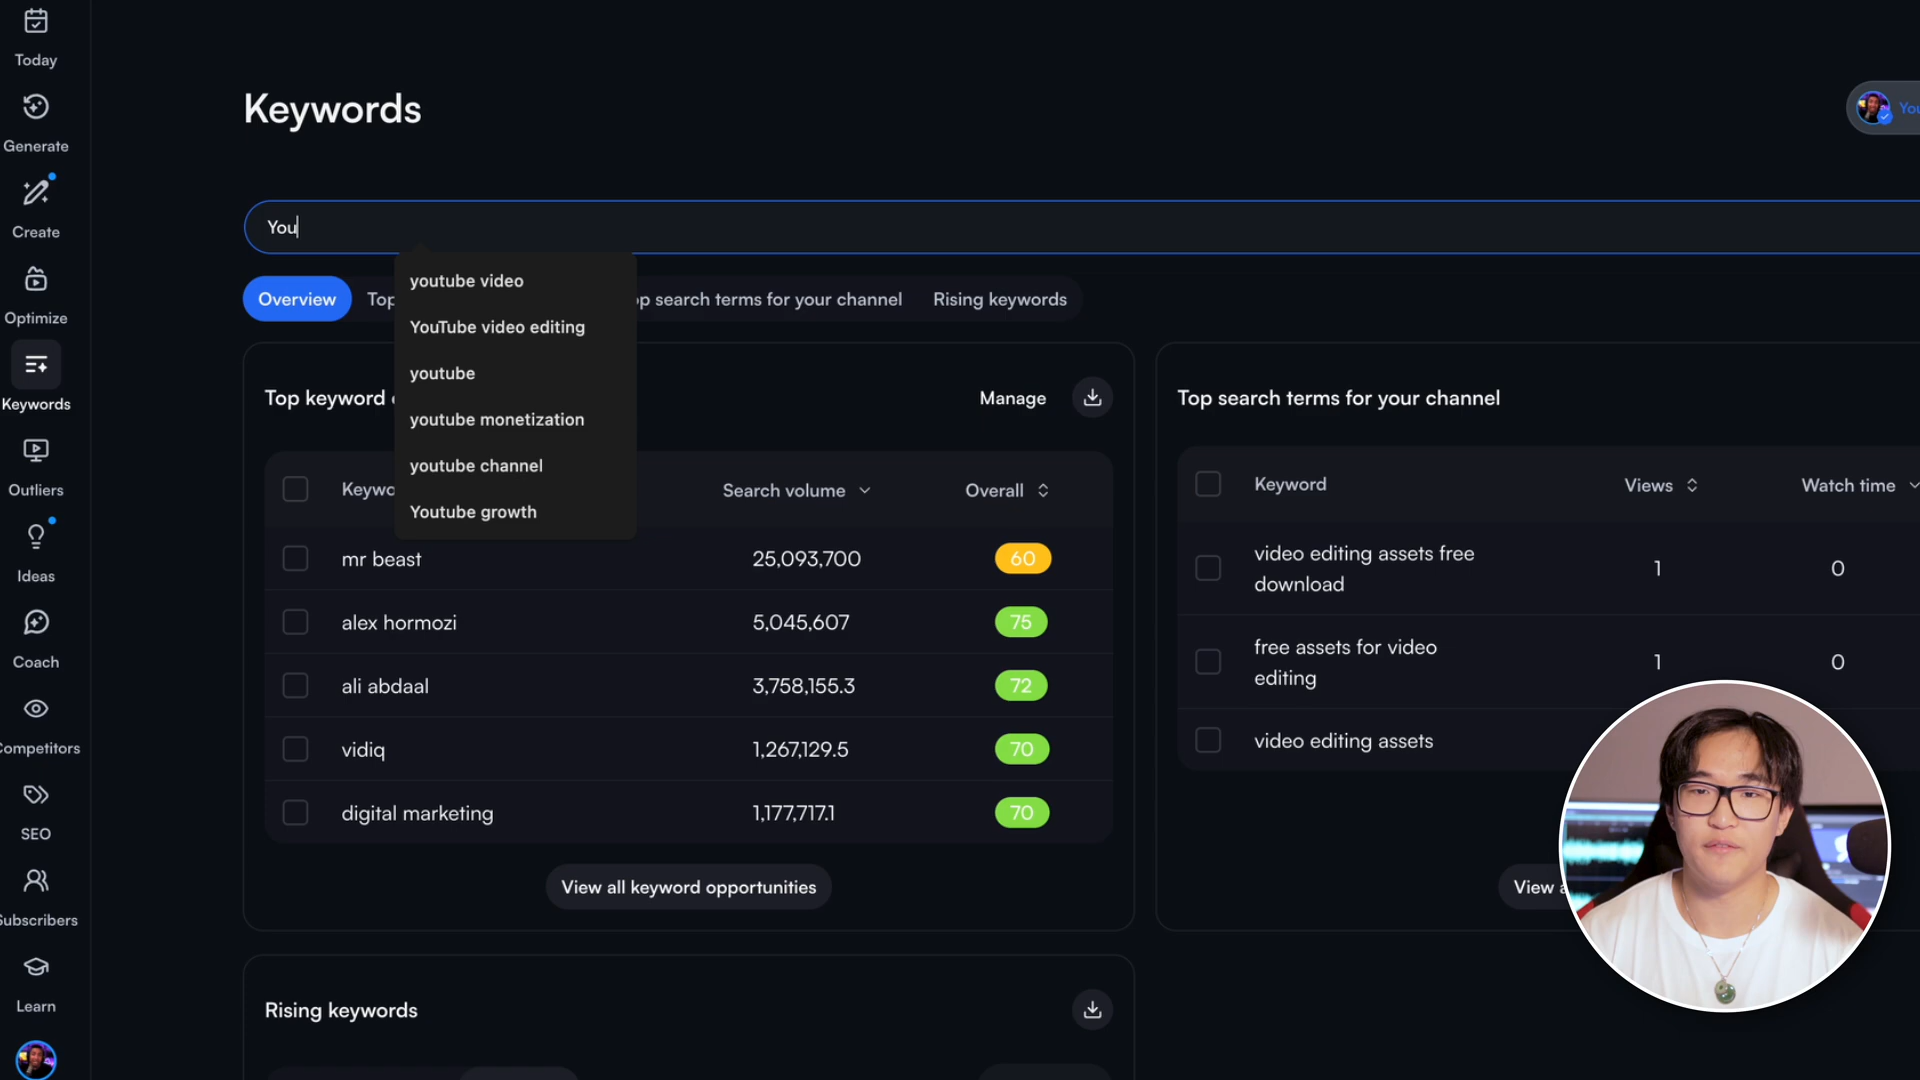 Today
Generate
Create
Optimize
Keywords
Outliers
Ideas
Coach
Competitors
SEO
Subscribers
Learn
Keywords
You
You
youtube video
YouTube video editing
youtube
youtube monetization
youtube channel
Youtube growth
Overview
Top
op search terms for your channel
Rising keywords
Top keyword
Manage
Keywo
Search volume
Overall
mr beast 25,093,700 60
alex hormozi 5,045,607 75
ali abdaal 3,758,155.3 72
vidiq 1,267,129.5 70
digital marketing 1,177,717.1 70
View all keyword opportunities
Top search terms for your channel
Keyword Views Watch time
video editing assets free
download
1 0
free assets for video
editing
1 0
video editing assets
View a
Rising keywords